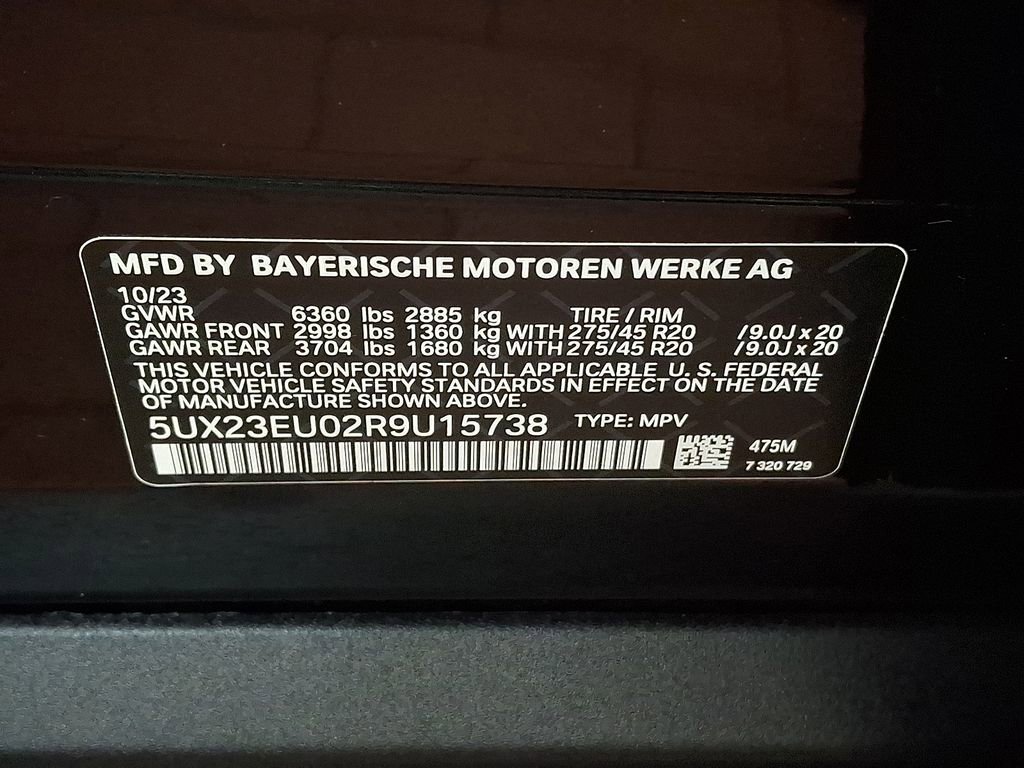 MFD BY BAYERISCHE MOTOREN WERKE AG
10/23
GVWR 6360 lbs 2885 kg TIRE / RIM
GAWR FRONT 2998 lbs 1360 kg WITH 275/45 R20 /9.0J x 20
GAWR REAR 3704 lbs 1680 kg WITH 275/45 R20 /9.0J x 20
THIS VEHICLE CONFORMS TO ALL APPLICABLE U. S. FEDERAL
MOTOR VEHICLE SAFETY STANDARDS IN EFFECT ON THE DATE
OF MANUFACTURE SHOWN ABOVE.
5UX23EU02R9U15738 TYPE: MPV
475M
7 320 729